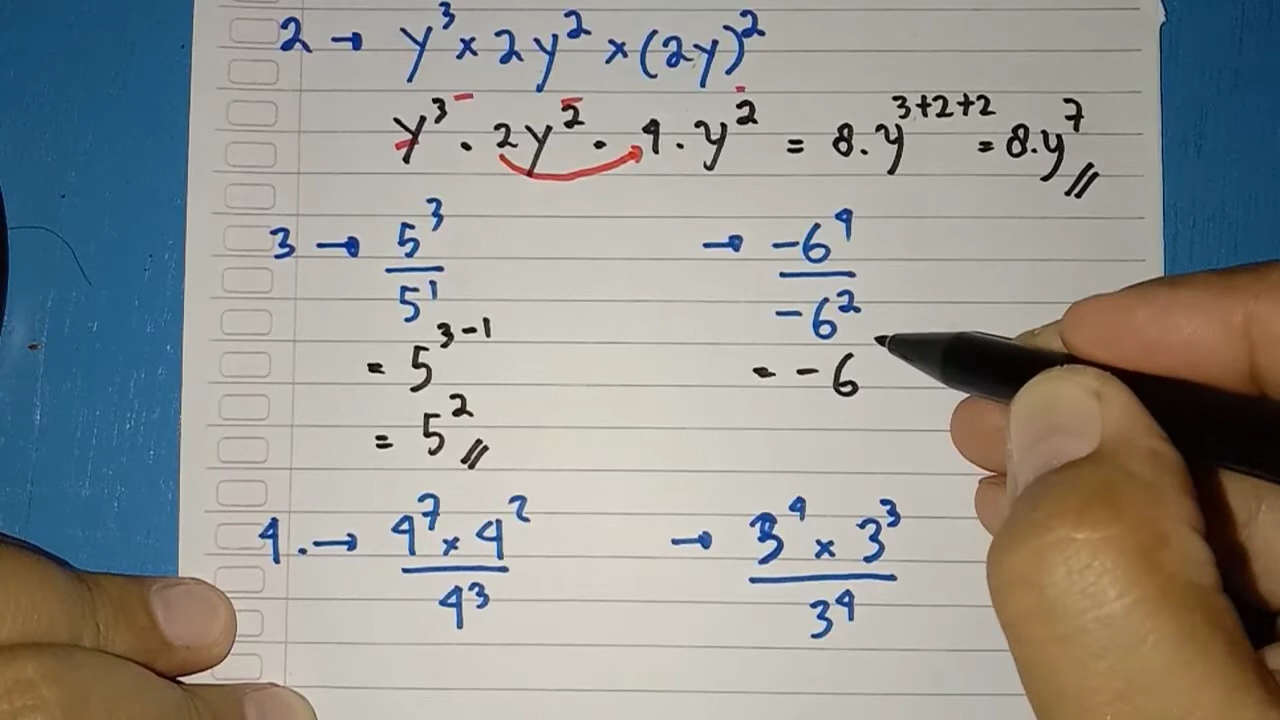 2 → y³ × 2y² × (2y)²
y³ . 2y² . 4 . y² = 8 . y³⁺²⁺² = 8 . y⁷ //
3 → 5³ / 5¹ → -6⁴ / -6²
= 5³⁻¹ = -6
= 5² //
4. → 4⁷ × 4² / 4³ → 3⁴ × 3³ / 3⁴